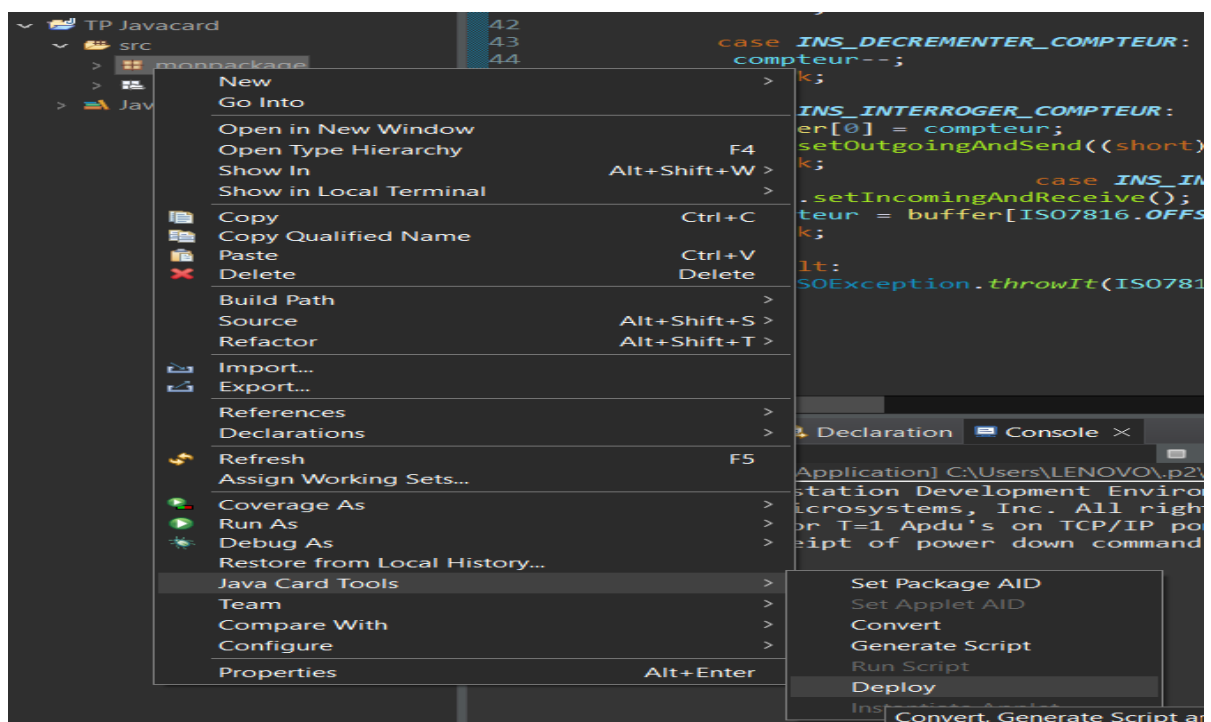 TP Javacard
src
monpackage
Jav
42
43
44
case INS_DECREMENTER_COMPTEUR:
compteur--;
k;
INS_INTERROGER_COMPTEUR:
er[0] = compteur;
setOutgoingAndSend((short)
k;
case INS_IN
.setIncomingAndReceive();
teur = buffer[ISO7816.OFFS
k;
lt:
SOException.throwIt(ISO781
New
Go Into
Open in New Window
Open Type Hierarchy F4
Show In Alt+Shift+W >
Show in Local Terminal
Copy Ctrl+C
Copy Qualified Name
Paste Ctrl+V
Delete Delete
Build Path
Source Alt+Shift+S >
Refactor Alt+Shift+T >
Import...
Export...
References
Declarations
Refresh F5
Assign Working Sets...
Coverage As
Run As
Debug As
Restore from Local History...
Java Card Tools
Team
Compare With
Configure
Properties Alt+Enter
Declaration Console
Application] C:\Users\LENOVO\.p2\
station Development Enviro
icrosystems, Inc. All righ
or T=1 Apdu's on TCP/IP po
eipt of power down command
Set Package AID
Set Applet AID
Convert
Generate Script
Run Script
Deploy
Convert, Generate Script an